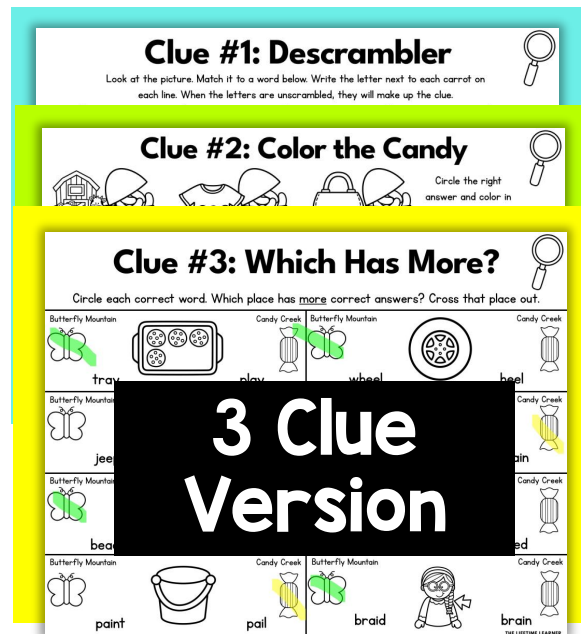 Clue #1: Descrambler
Look at the picture. Match it to a word below. Write the letter next to each carrot on
each line. When the letters are unscrambled, they will make up the clue.
Clue #2: Color the Candy
Circle the right
answer and color in
Clue #3: Which Has More?
Circle each correct word. Which place has more correct answers? Cross that place out.
Butterfly Mountain Candy Creek Butterfly Mountain Candy Creek
tray play wheel heel
Butterfly Mountain Candy Creek
3 Clue
Version
Butterfly Mountain Candy Creek
Butterfly Mountain Candy Creek Butterfly Mountain Candy Creek
paint pail braid brain
THE LIFETIME LEARNER